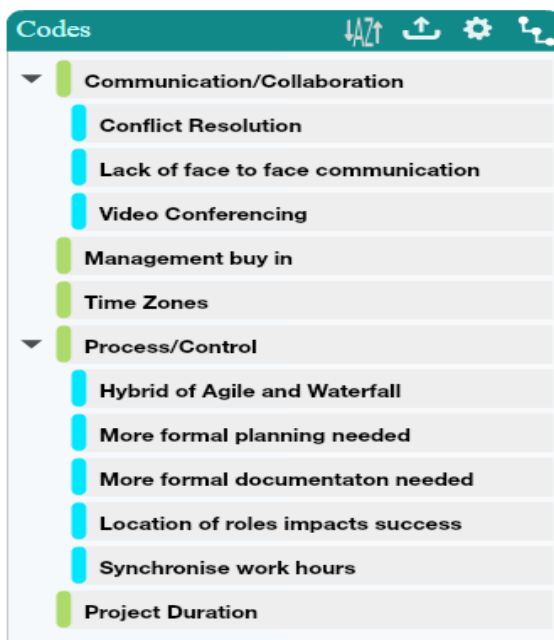 Codes
Communication/Collaboration
Conflict Resolution
Lack of face to face communication
Video Conferencing
Management buy in
Time Zones
Process/Control
Hybrid of Agile and Waterfall
More formal planning needed
More formal documentaton needed
Location of roles impacts success
Synchronise work hours
Project Duration